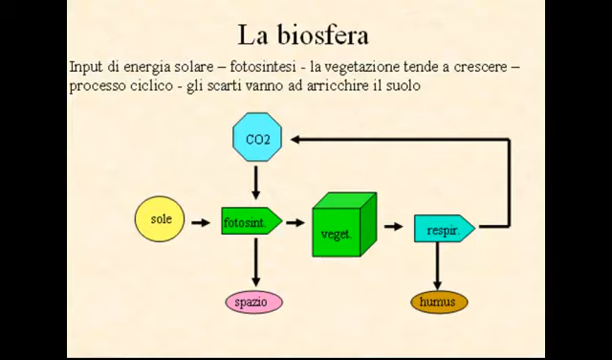 La biosfera
Input di energia solare – fotosintesi - la vegetazione tende a crescere –
processo ciclico - gli scarti vanno ad arricchire il suolo
CO2
sole
fotosint.
veget.
respir.
spazio
humus